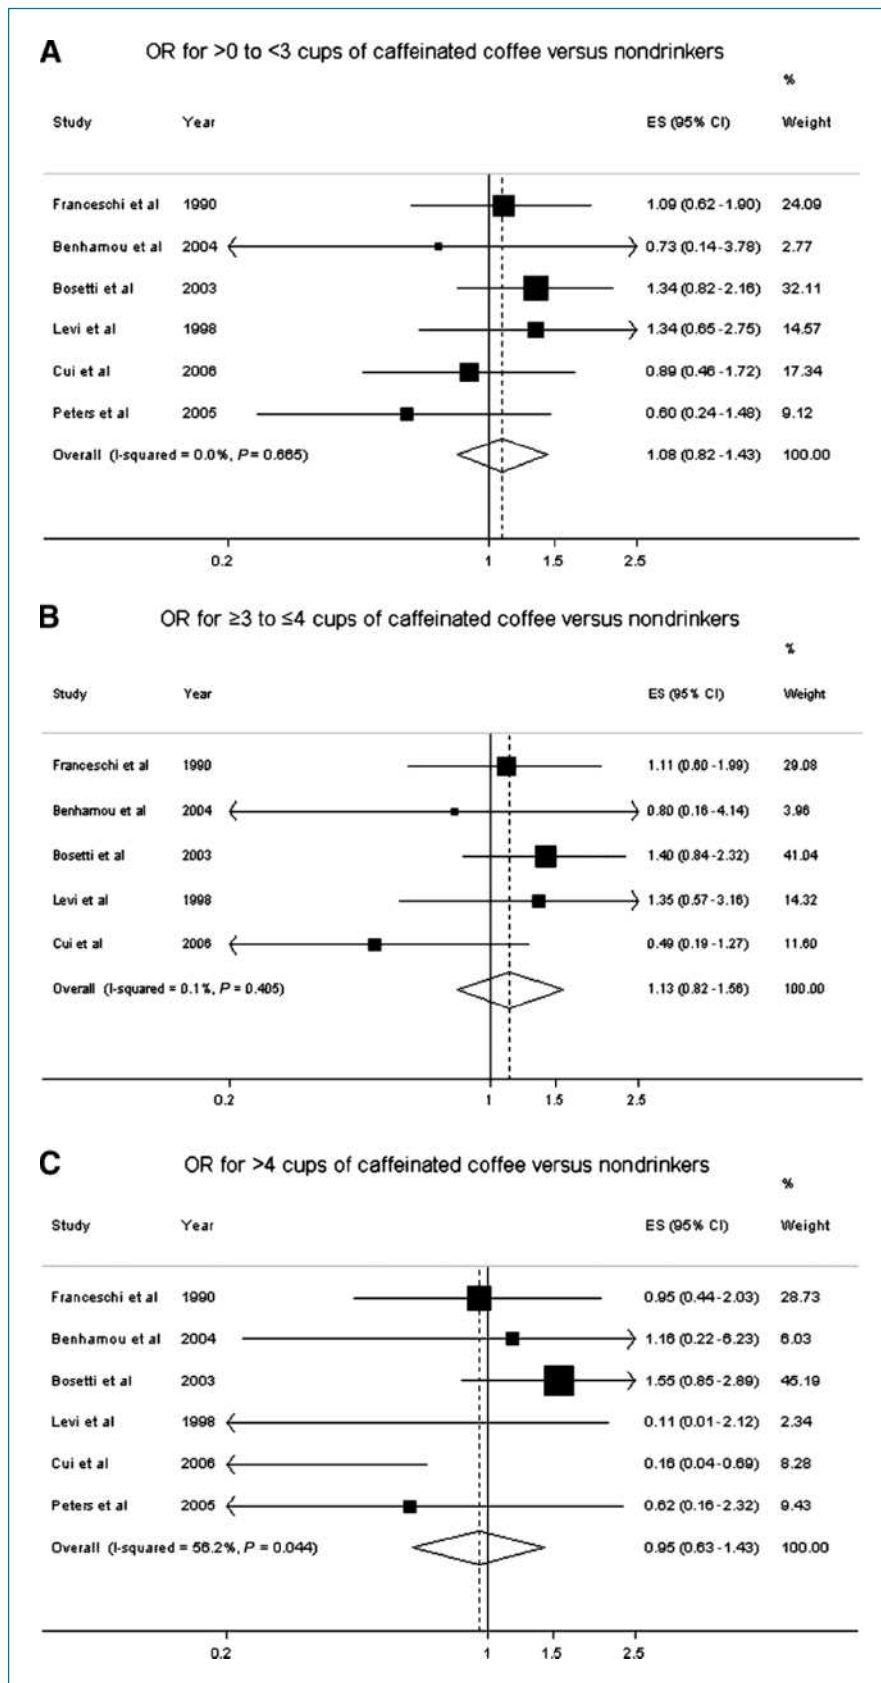 A OR for >0 to <3 cups of caffeinated coffee versus nondrinkers
%
Study Year ES (95% CI) Weight
Franceschi et al 1990 1.09 (0.62 - 1.90) 24.09
Benhamou et al 2004 0.73 (0.14 - 3.78) 2.77
Bosetti et al 2003 1.34 (0.82 - 2.16) 32.11
Levi et al 1998 1.34 (0.65 - 2.75) 14.57
Cui et al 2006 0.89 (0.46 - 1.72) 17.34
Peters et al 2005 0.60 (0.24 - 1.48) 9.12
Overall (I-squared = 0.0%, P = 0.665) 1.08 (0.82 - 1.43) 100.00
0.2 1 1.5 2.5
B OR for ≥3 to ≤4 cups of caffeinated coffee versus nondrinkers
%
Study Year ES (95% CI) Weight
Franceschi et al 1990 1.11 (0.60 - 1.99) 29.08
Benhamou et al 2004 0.80 (0.16 - 4.14) 3.96
Bosetti et al 2003 1.40 (0.84 - 2.32) 41.04
Levi et al 1998 1.35 (0.57 - 3.16) 14.32
Cui et al 2006 0.49 (0.19 - 1.27) 11.60
Overall (I-squared = 0.1%, P = 0.405) 1.13 (0.82 - 1.56) 100.00
0.2 1 1.5 2.5
C OR for >4 cups of caffeinated coffee versus nondrinkers
%
Study Year ES (95% CI) Weight
Franceschi et al 1990 0.95 (0.44 - 2.03) 28.73
Benhamou et al 2004 1.16 (0.22 - 6.23) 6.03
Bosetti et al 2003 1.55 (0.85 - 2.89) 45.19
Levi et al 1998 0.11 (0.01 - 2.12) 2.34
Cui et al 2006 0.16 (0.04 - 0.69) 8.28
Peters et al 2005 0.62 (0.16 - 2.32) 9.43
Overall (I-squared = 56.2%, P = 0.044) 0.95 (0.63 - 1.43) 100.00
0.2 1 1.5 2.5